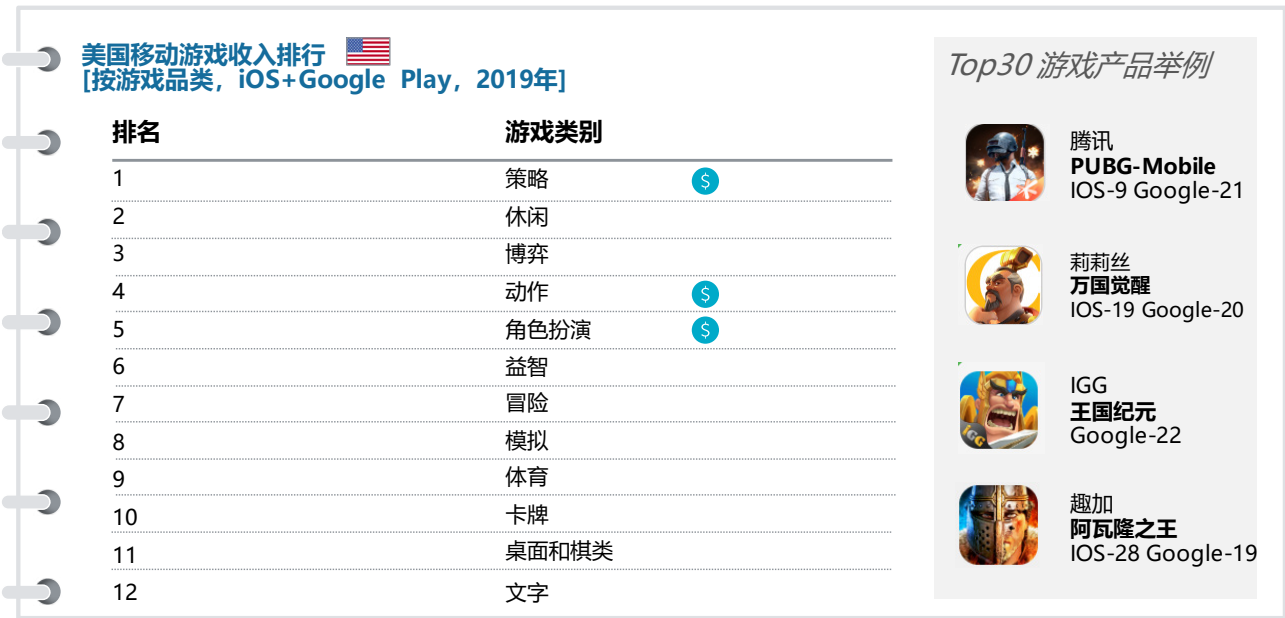 美国移动游戏收入排行
[按游戏品类，iOS+Google Play，2019年]
排名 游戏类别
1 策略 $
2 休闲
3 博弈
4 动作 $
5 角色扮演 $
6 益智
7 冒险
8 模拟
9 体育
10 卡牌
11 桌面和棋类
12 文字
Top30 游戏产品举例
腾讯
PUBG-Mobile
IOS-9 Google-21
莉莉丝
万国觉醒
IOS-19 Google-20
IGG
王国纪元
Google-22
IGG
趣加
阿瓦隆之王
IOS-28 Google-19